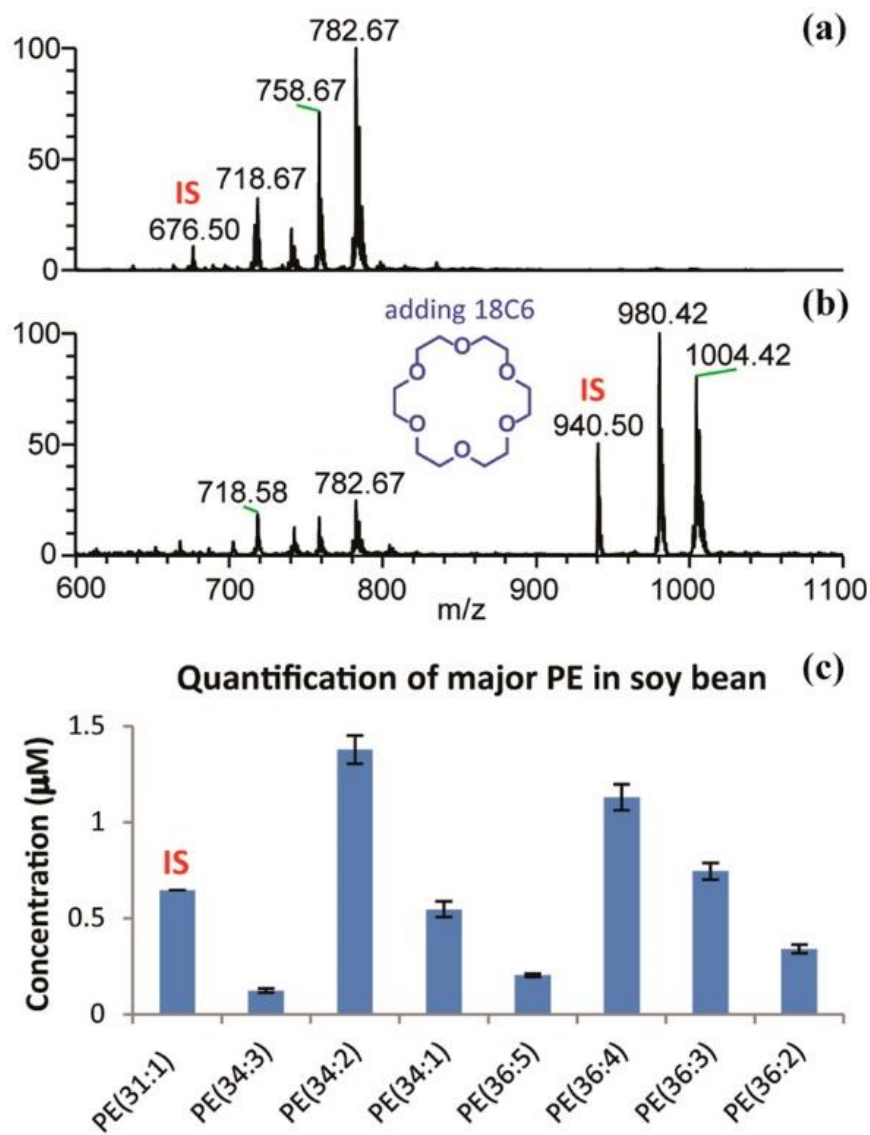 (a)
782.67
100
758.67
50
IS
718.67
676.50
0
(b)
adding 18C6
980.42
100
1004.42
O
O O
IS
940.50
O O
O
50
718.58
782.67
0
600 700 800 900 1000 1100
m/z
Quantification of major PE in soy bean (c)
Concentration (µM)
1.5
1
IS
0.5
0
PE(31:1) PE(34:3) PE(34:2) PE(34:1) PE(36:5) PE(36:4) PE(36:3) PE(36:2)